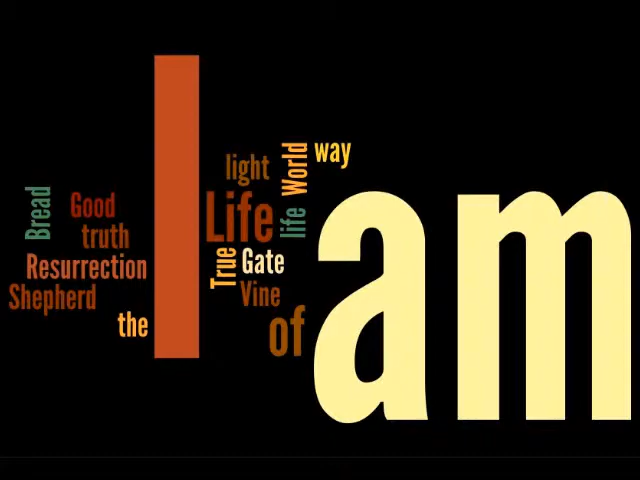 I am
way
World
light
Life
life
Bread
Good
truth
True
Gate
Resurrection
Vine
Shepherd
the
of